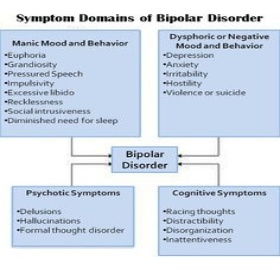 Symptom Domains of Bipolar Disorder
Manic Mood and Behavior
•Euphoria
•Grandiosity
•Pressured Speech
•Impulsivity
•Excessive libido
•Recklessness
•Social intrusiveness
•Diminished need for sleep
Dysphoric or Negative
Mood and Behavior
•Depression
•Anxiety
•Irritability
•Hostility
•Violence or suicide
Bipolar
Disorder
Psychotic Symptoms
•Delusions
•Hallucinations
•Formal thought disorder
Cognitive Symptoms
•Racing thoughts
•Distractibility
•Disorganization
•Inattentiveness